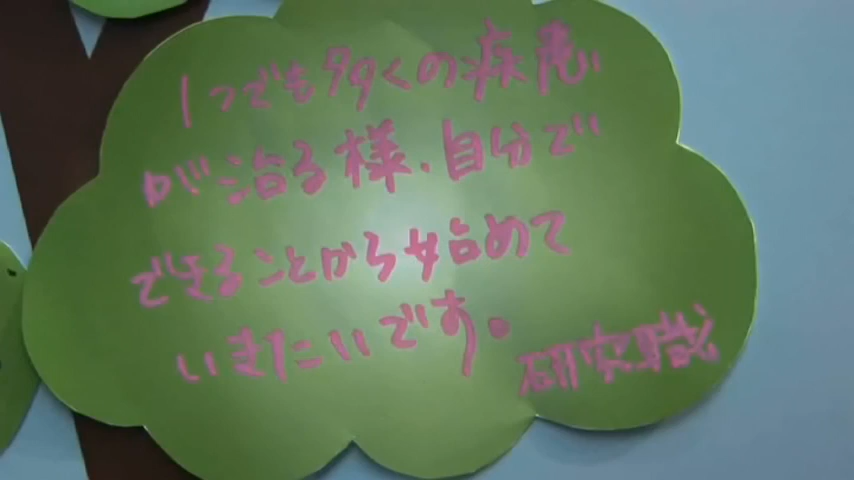 1つでも多くの疾患
が治る様、自分で
できることから始めて
いきたいです。
研究職